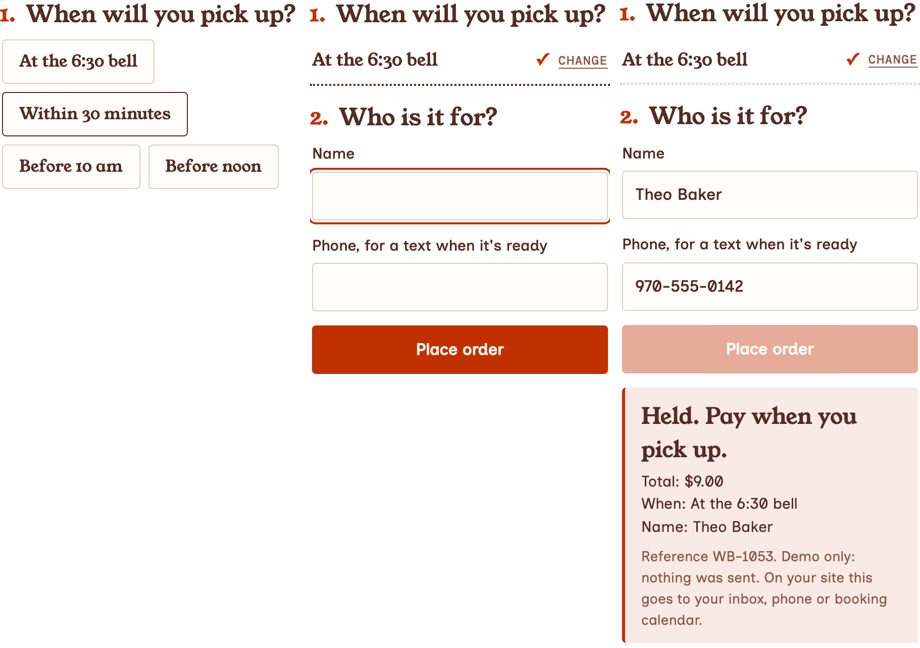 1. When will you pick up?
At the 6:30 bell
Within 30 minutes
Before 10 am
Before noon
1. When will you pick up?
At the 6:30 bell
✓ CHANGE
2. Who is it for?
Name
Phone, for a text when it's ready
Place order
1. When will you pick up?
At the 6:30 bell
✓ CHANGE
2. Who is it for?
Name
Theo Baker
Phone, for a text when it's ready
970-555-0142
Place order
Held. Pay when you
pick up.
Total: $9.00
When: At the 6:30 bell
Name: Theo Baker
Reference WB-1053. Demo only:
nothing was sent. On your site this
goes to your inbox, phone or booking
calendar.